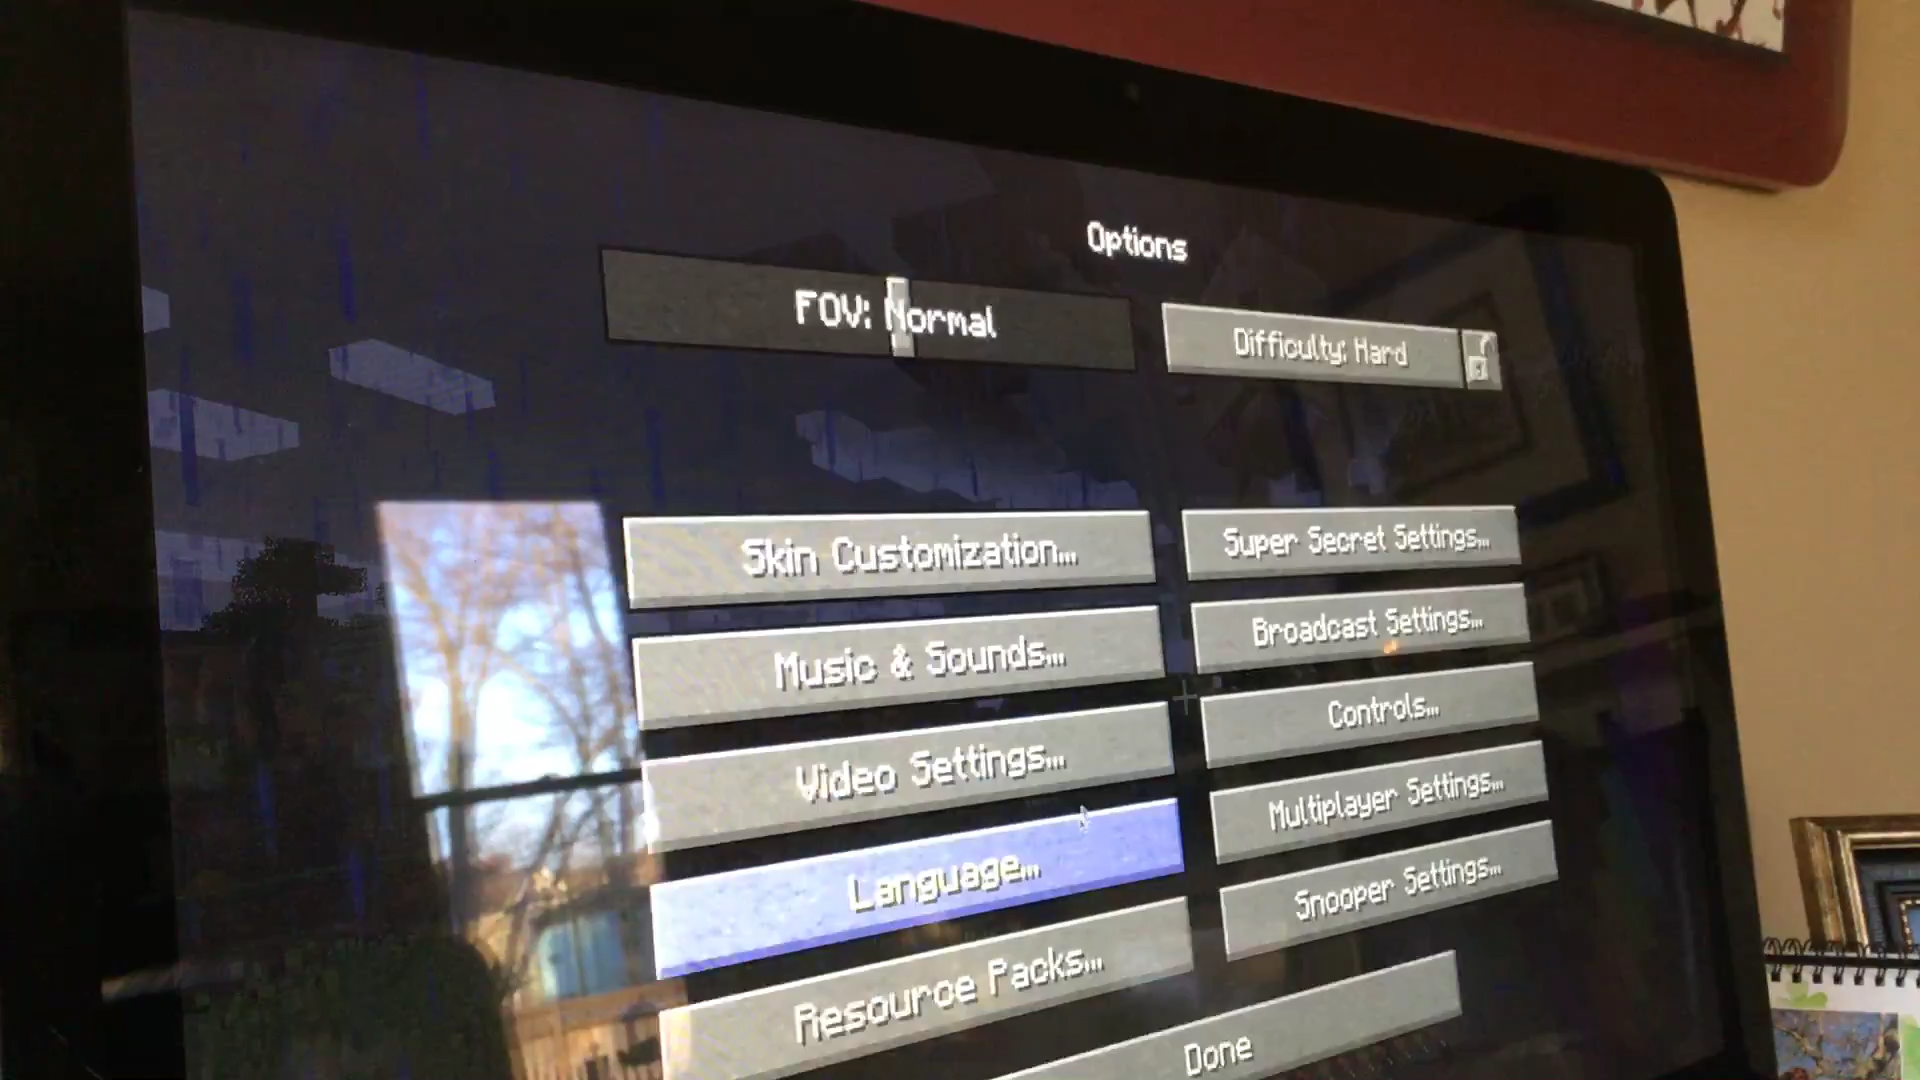 Options
FOV: Normal
Difficulty: Hard
Skin Customization...
Super Secret Settings...
Music & Sounds...
Broadcast Settings...
Video Settings...
Controls...
Language...
Multiplayer Settings...
Resource Packs...
Snooper Settings...
Done